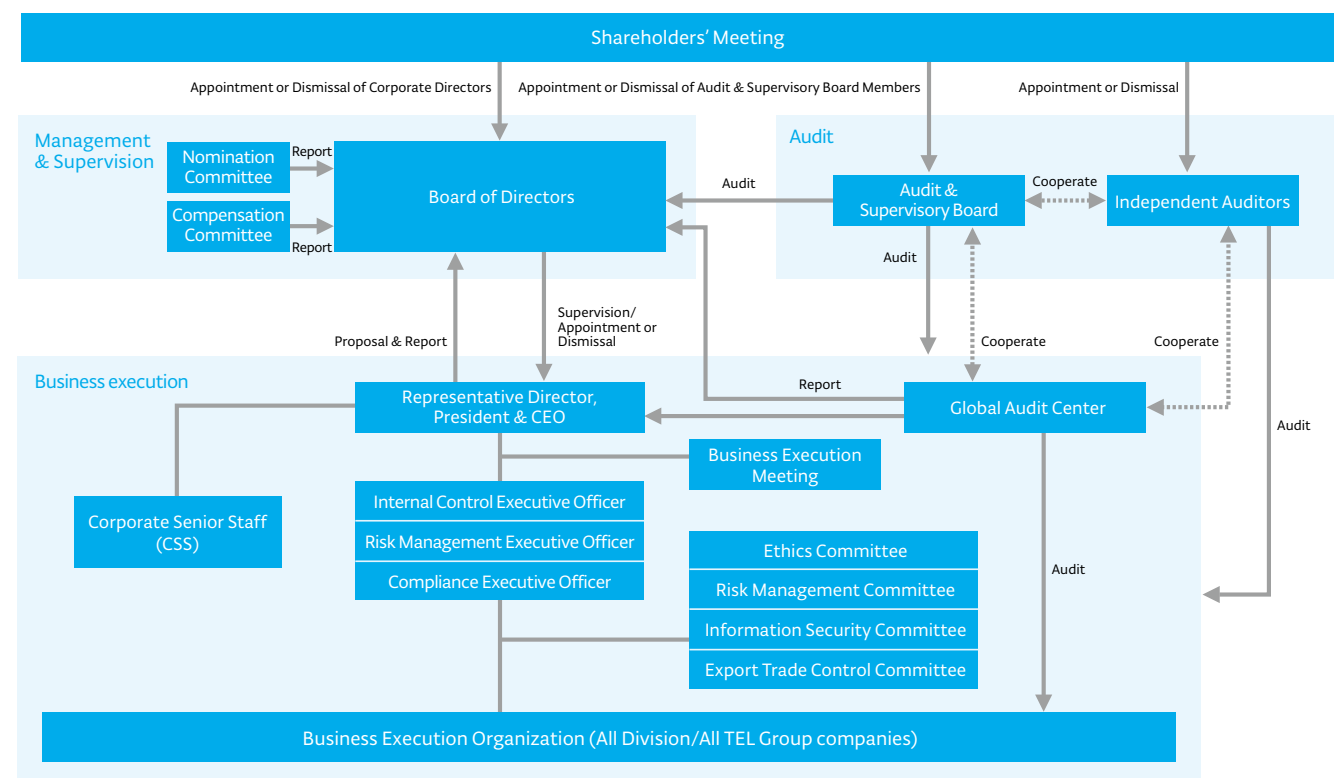 Shareholders' Meeting
Appointment or Dismissal of Corporate Directors
Appointment or Dismissal of Audit & Supervisory Board Members
Appointment or Dismissal
Management
& Supervision
Nomination
Committee
Report
Compensation
Committee
Report
Board of Directors
Audit
Audit
Audit &
Supervisory Board
Cooperate
Independent Auditors
Audit
Proposal & Report
Supervision/
Appointment or
Dismissal
Cooperate
Cooperate
Business execution
Representative Director,
President & CEO
Report
Global Audit Center
Audit
Business Execution
Meeting
Corporate Senior Staff
(CSS)
Internal Control Executive Officer
Risk Management Executive Officer
Compliance Executive Officer
Ethics Committee
Risk Management Committee
Information Security Committee
Export Trade Control Committee
Audit
Business Execution Organization (All Division/All TEL Group companies)